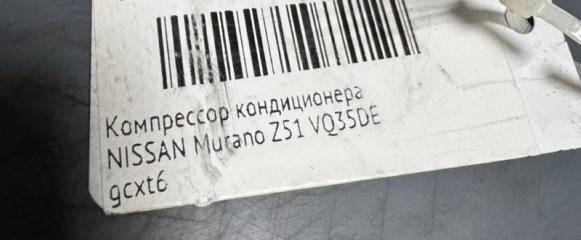 Компрессор кондиционера
NISSAN Murano Z51 VQ35DE
gcxt6